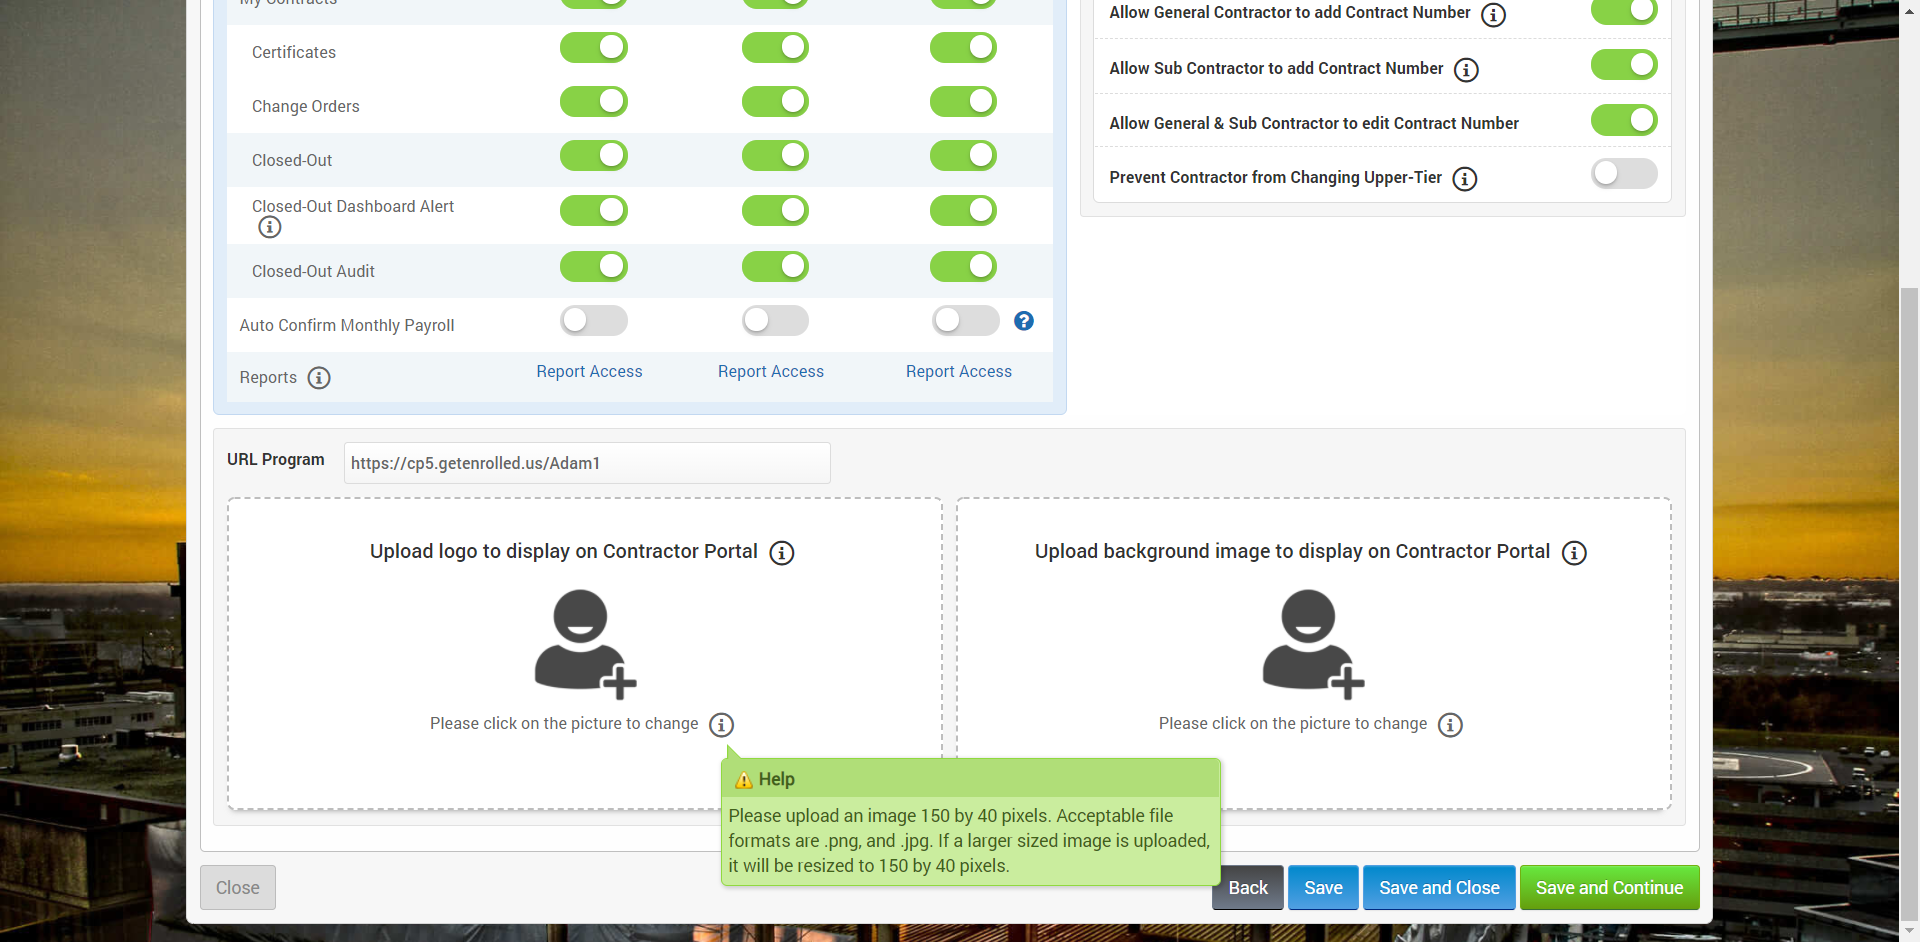 My Contracts
Certificates
Change Orders
Closed-Out
Closed-Out Dashboard Alert
Closed-Out Audit
Auto Confirm Monthly Payroll
Reports
Report Access Report Access Report Access
Allow General Contractor to add Contract Number
Allow Sub Contractor to add Contract Number
Allow General & Sub Contractor to edit Contract Number
Prevent Contractor from Changing Upper-Tier
URL Program
https://cp5.getenrolled.us/Adam1
Upload logo to display on Contractor Portal
Please click on the picture to change
Upload background image to display on Contractor Portal
Please click on the picture to change
Help
Please upload an image 150 by 40 pixels. Acceptable file
formats are .png, and .jpg. If a larger sized image is uploaded,
it will be resized to 150 by 40 pixels.
Close
Back
Save
Save and Close
Save and Continue